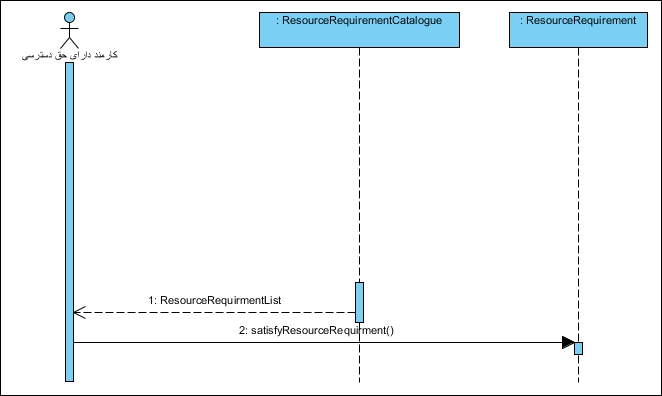 : ResourceRequirementCatalogue
: ResourceRequirement
کارمند دارای حق دسترسی
1: ResourceRequirmentList
2: satisfyResourceRequirment()